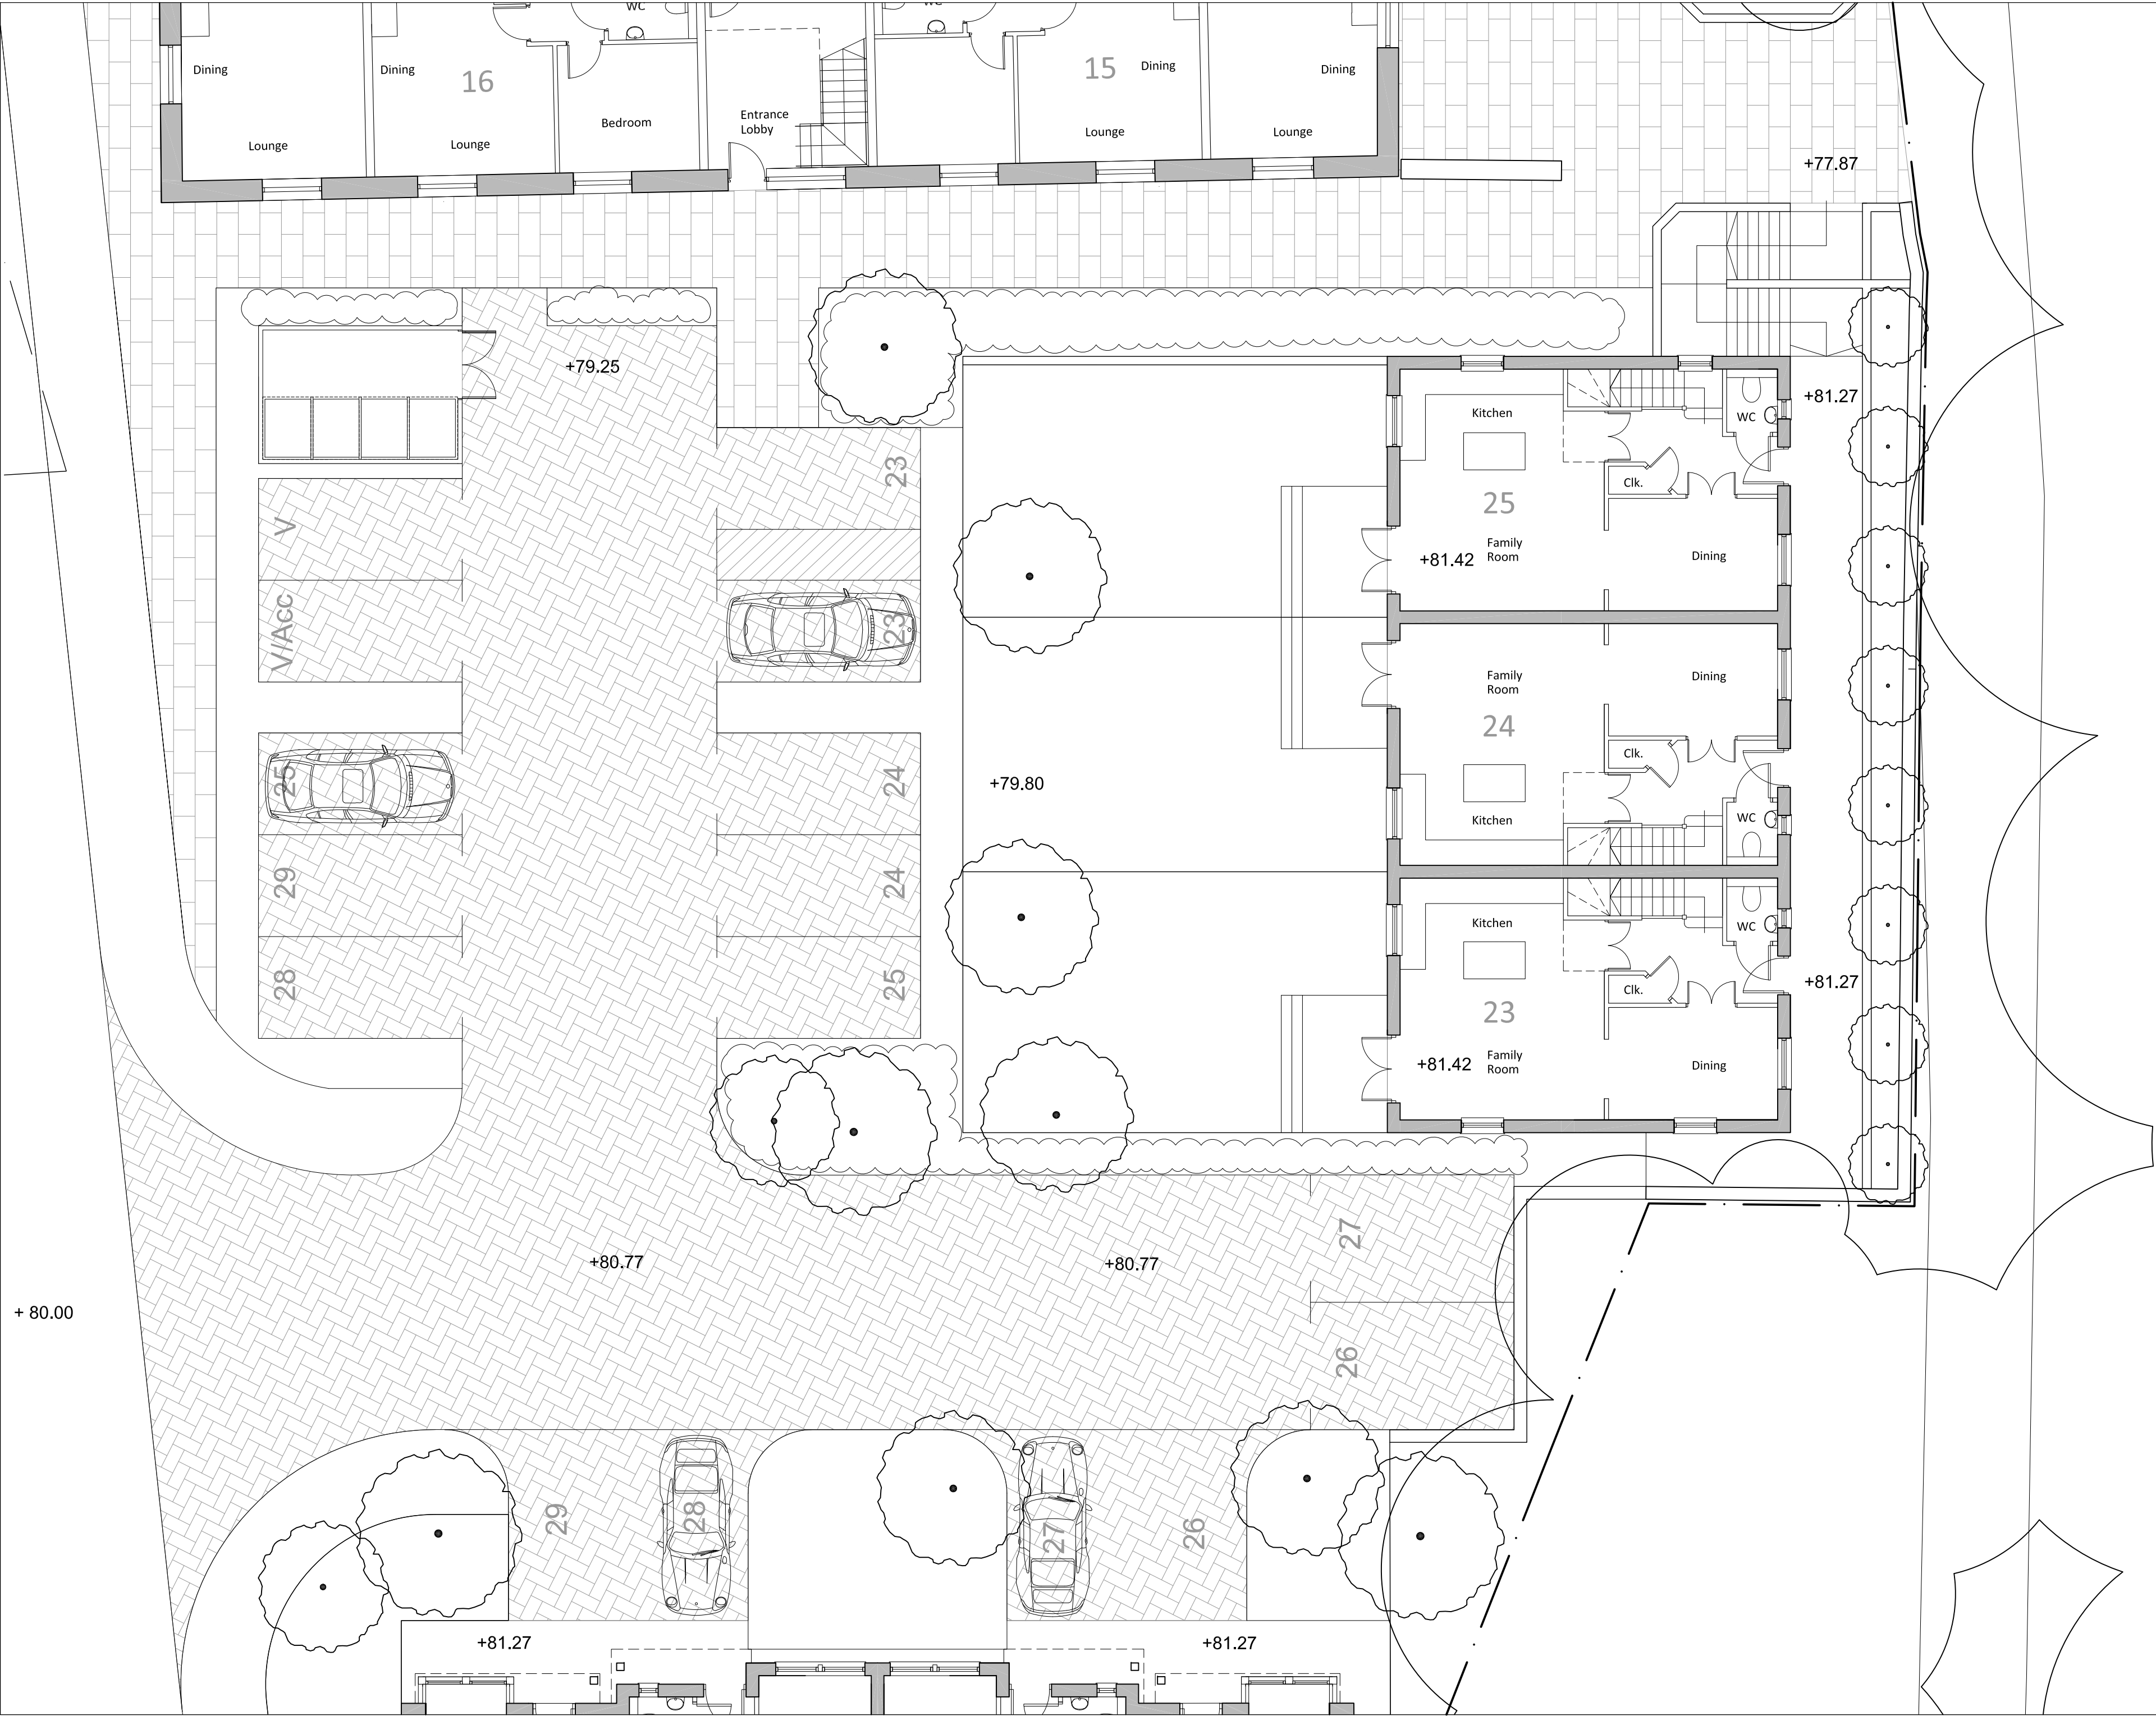 WC
WC
Dining
Dining
16
15
Dining
Dining
Entrance
Lobby
Bedroom
Lounge
Lounge
Lounge
Lounge
+77.87
+79.25
+81.27
Kitchen
WC
23
Clk.
25
V
Family
Room
+81.42
Dining
V/Acc
23
Family
Room
Dining
24
Clk.
25
24
+79.80
Kitchen
WC
29
24
Kitchen
WC
28
25
Clk.
+81.27
23
Family
Room
+81.42
Dining
27
+80.77
+80.77
+ 80.00
26
29
28
27
26
+81.27
+81.27